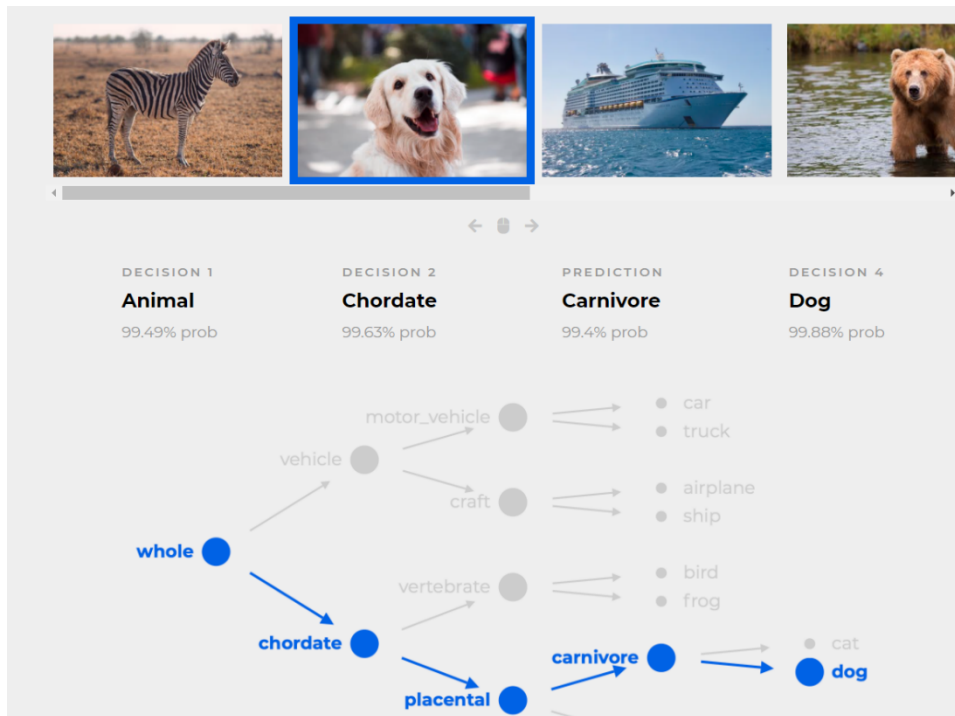 DECISION 1
Animal
99.49% prob
DECISION 2
Chordate
99.63% prob
PREDICTION
Carnivore
99.4% prob
DECISION 4
Dog
99.88% prob
motor_vehicle
car
truck
vehicle
craft
airplane
ship
whole
vertebrate
bird
frog
chordate
cat
carnivore
dog
placental